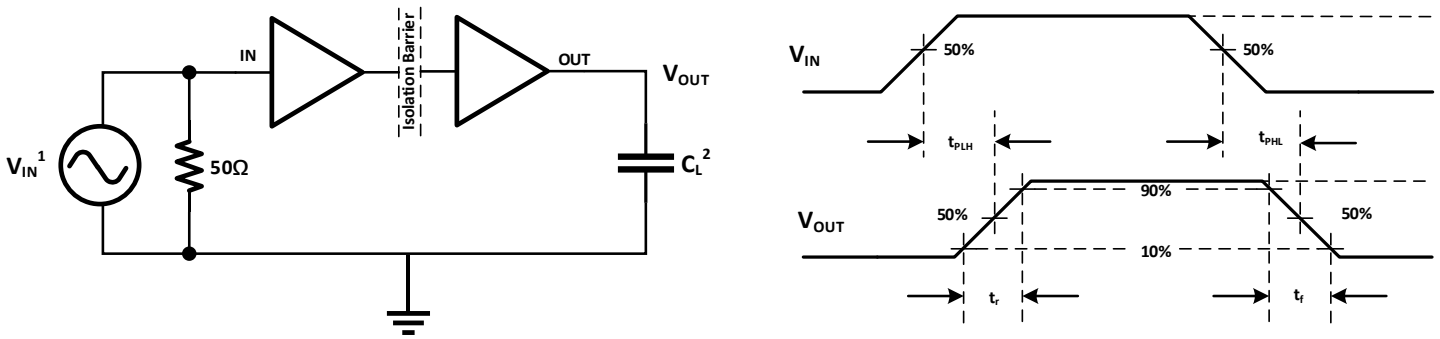 IN
Isolation Barrier
OUT
V_OUT
V_IN^1
50Ω
C_L^2
V_IN
50%
50%
t_PLH
t_PHL
V_OUT
50%
90%
50%
10%
t_r
t_f